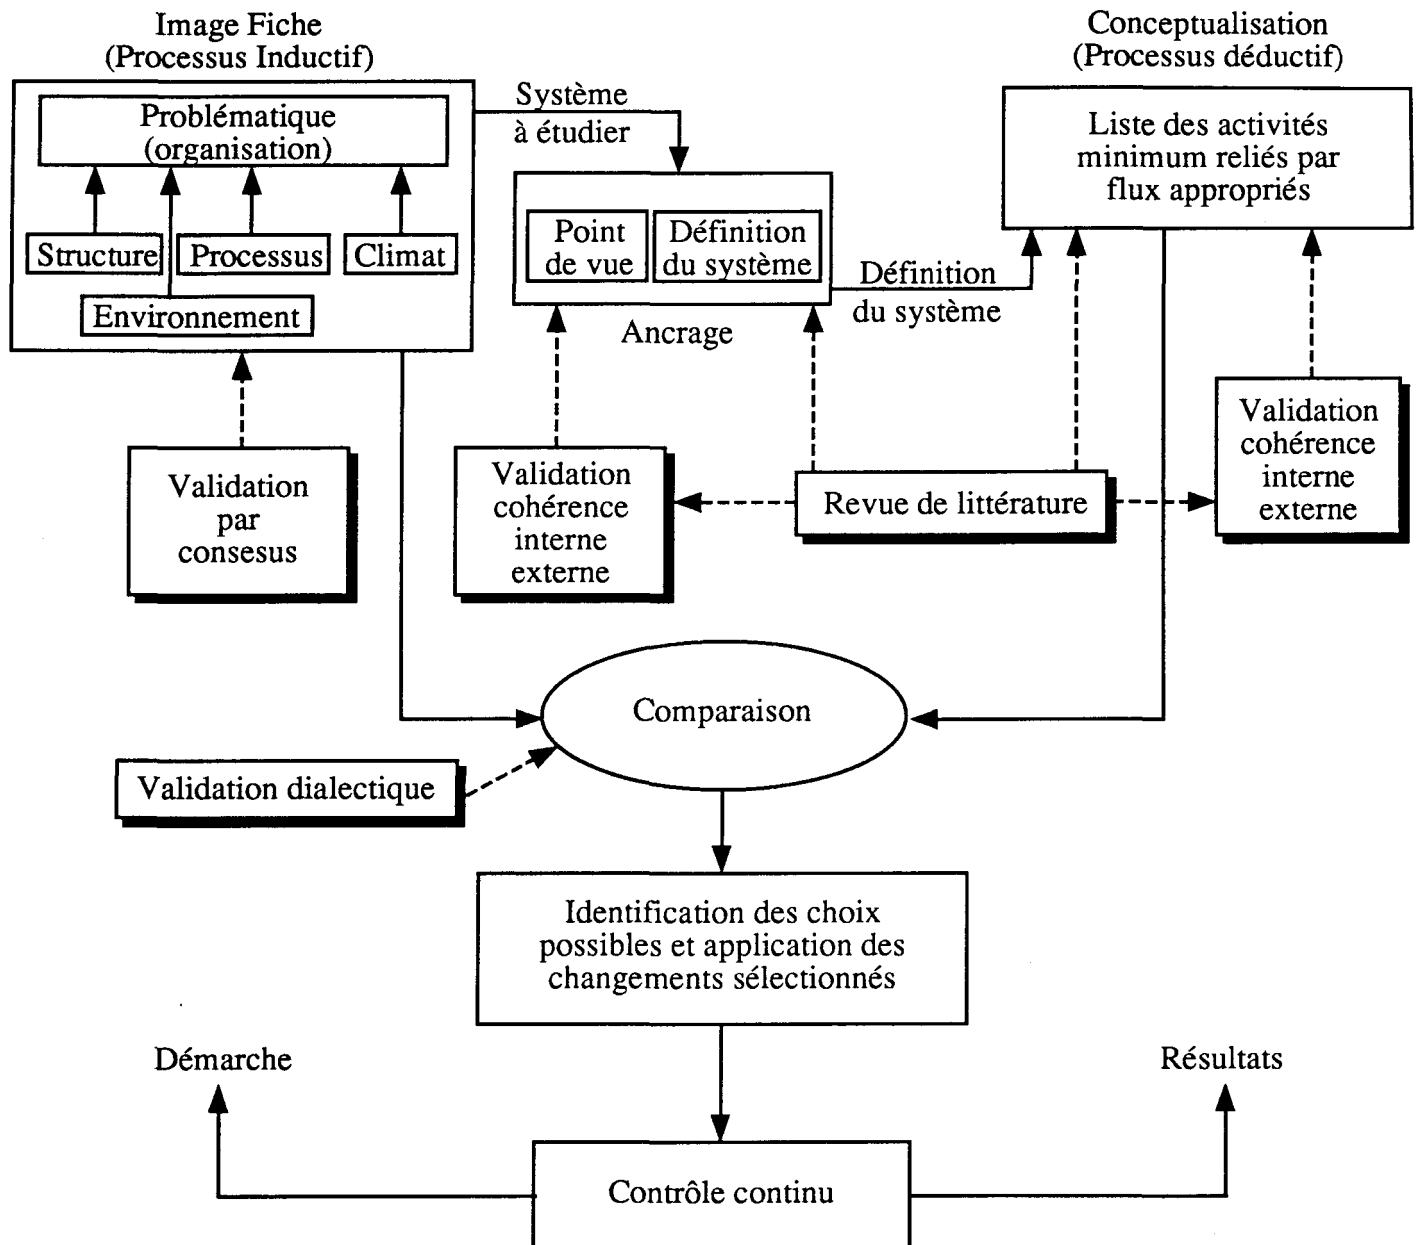 Image Fiche
(Processus Inductif)
Problématique
(organisation)
Structure
Processus
Climat
Environnement
Système
à étudier
Point
de vue
Définition
du système
Ancrage
Définition
du système
Conceptualisation
(Processus déductif)
Liste des activités
minimum reliés par
flux appropriés
Validation
par
consesus
Validation
cohérence
interne
externe
Revue de littérature
Validation
cohérence
interne
externe
Comparaison
Validation dialectique
Identification des choix
possibles et application des
changements sélectionnés
Démarche
Résultats
Contrôle continu